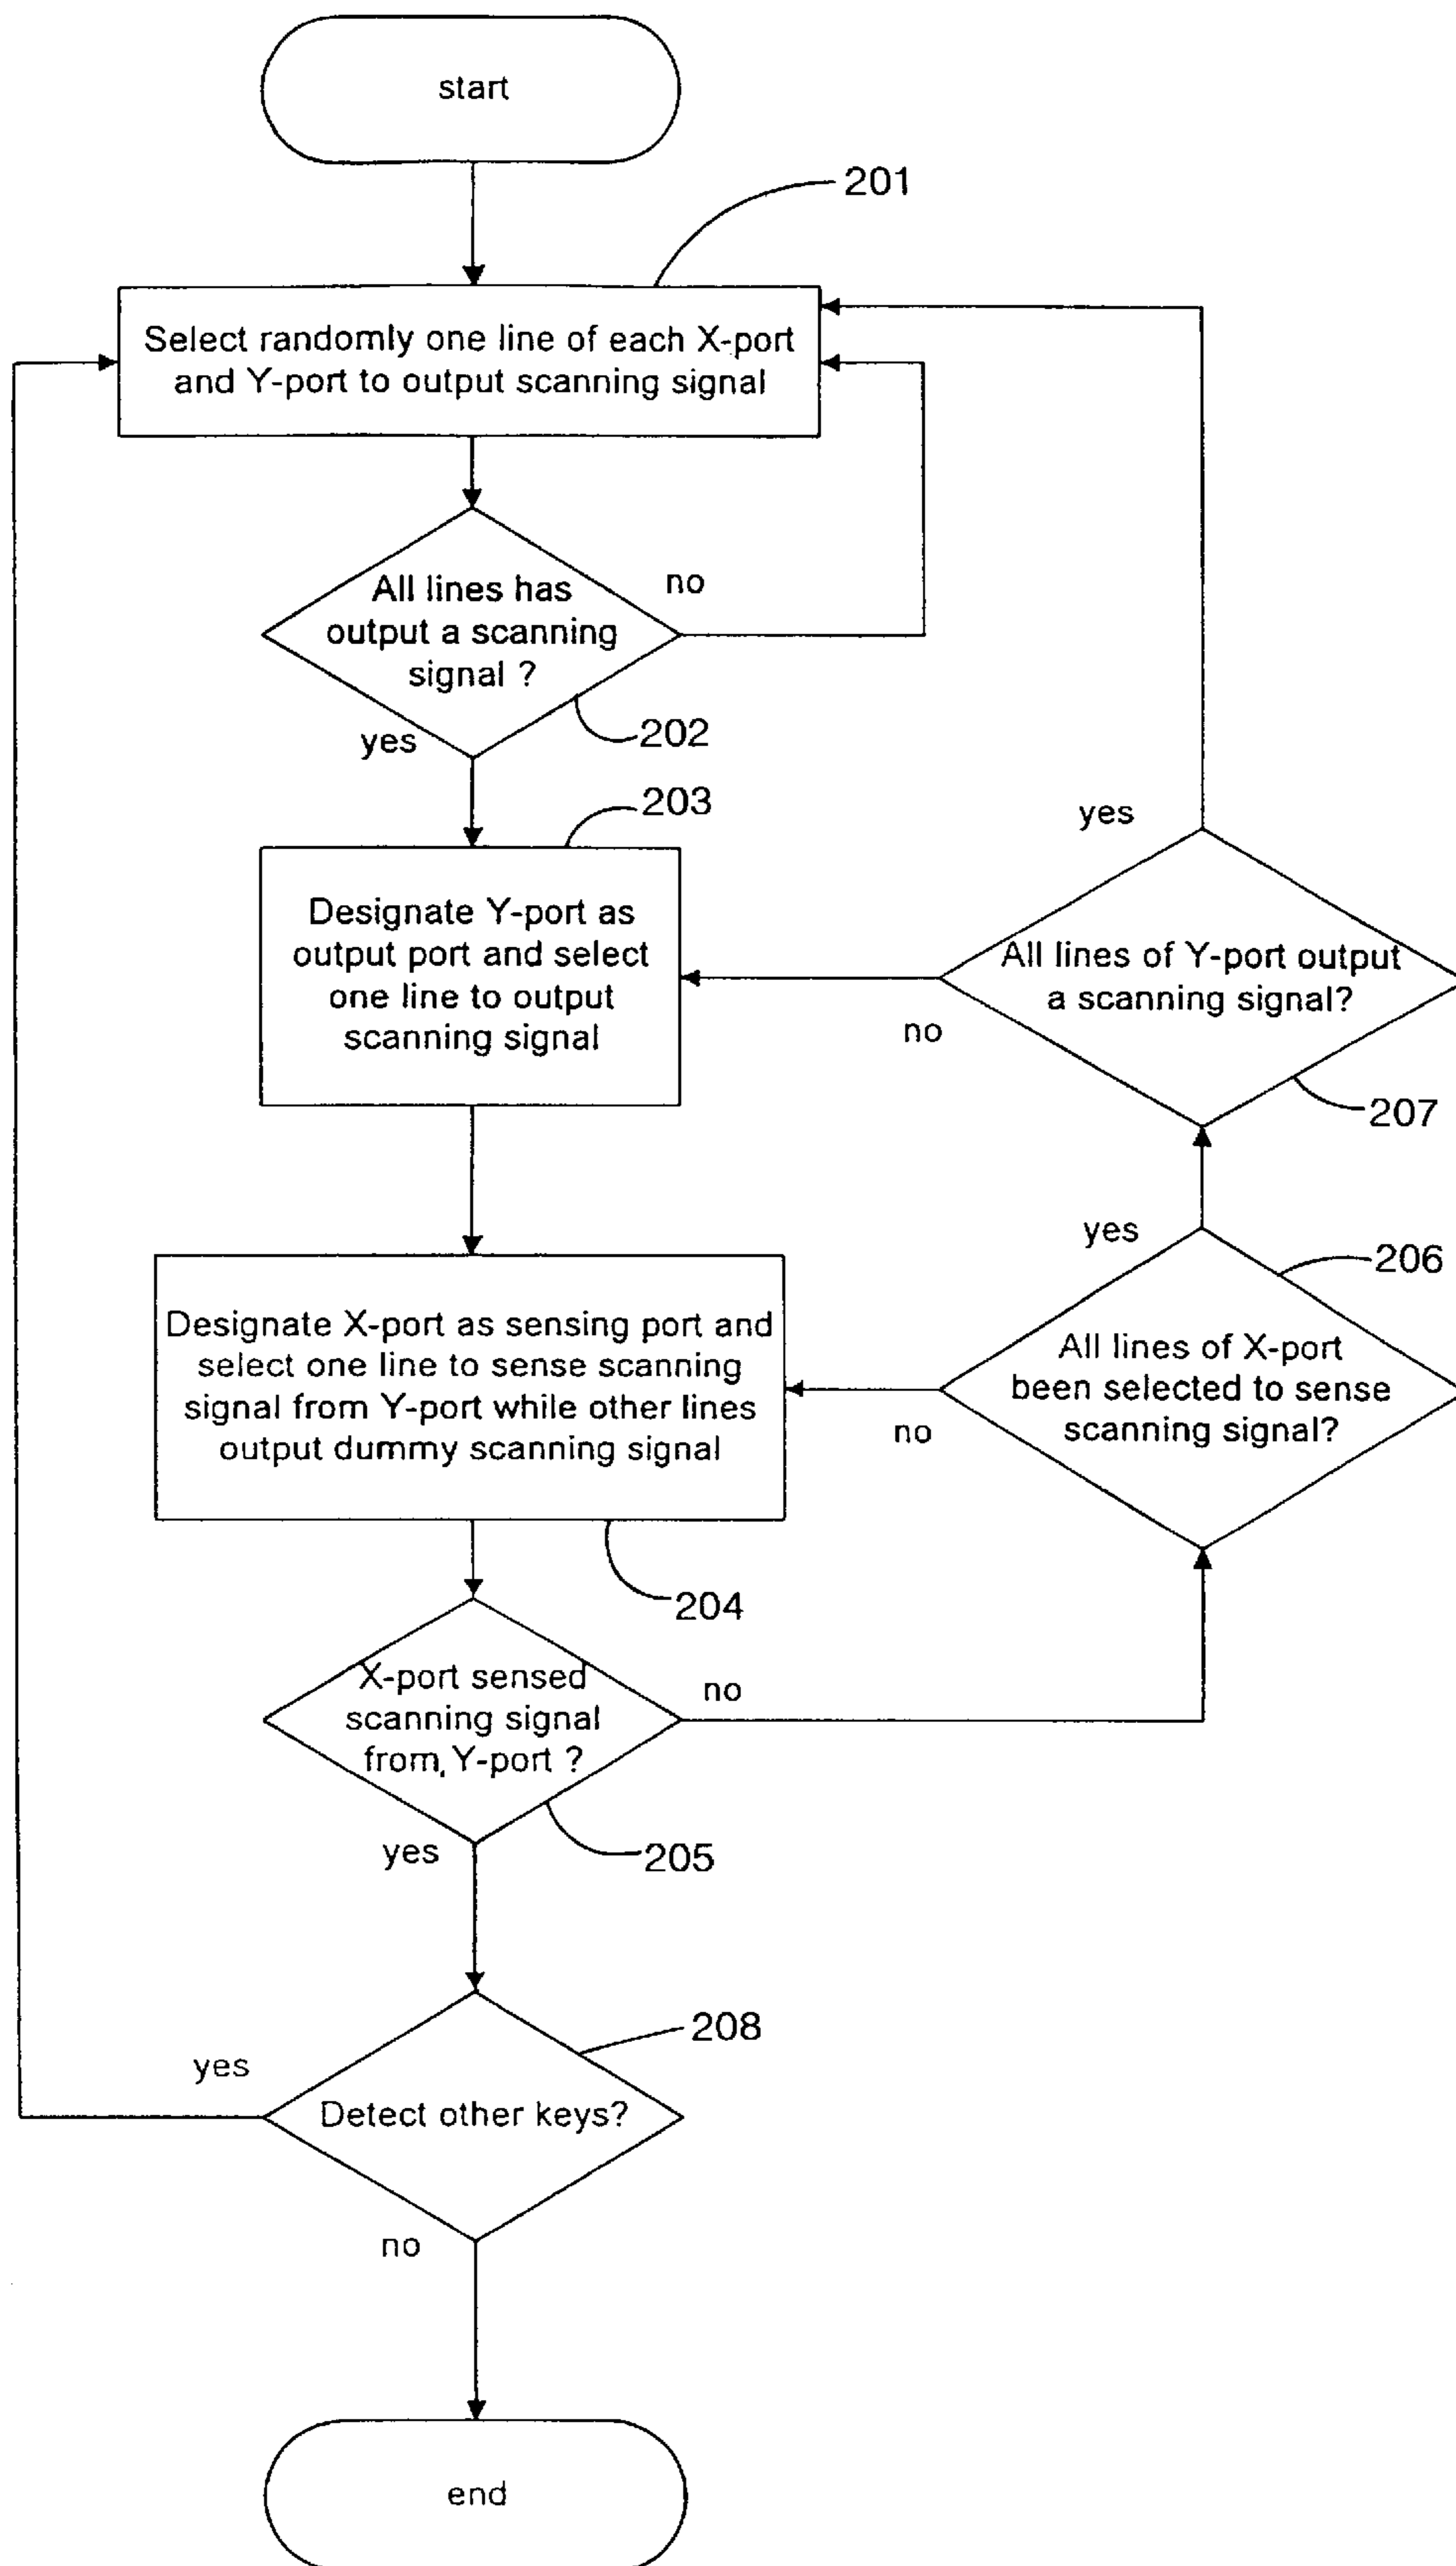 start
201
Select randomly one line of each X-port
and Y-port to output scanning signal
All lines has
output a scanning
signal ?
no
yes
202
203
Designate Y-port as
output port and select
one line to output
scanning signal
yes
All lines of Y-port output
a scanning signal?
no
207
Designate X-port as sensing port and
select one line to sense scanning
signal from Y-port while other lines
output dummy scanning signal
204
yes
206
All lines of X-port
been selected to sense
scanning signal?
no
X-port sensed
scanning signal
from, Y-port ?
no
yes
205
208
yes
Detect other keys?
no
end